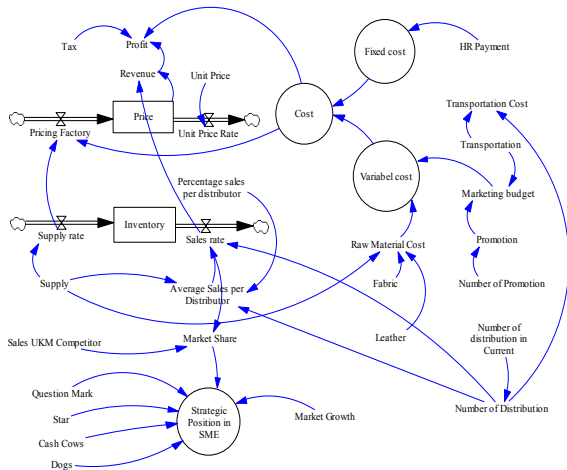 Tax
Profit
Fixed cost
HR Payment
Revenue
Unit Price
Price
Cost
Transportation Cost
Pricing Factory
Unit Price Rate
Transportation
Percentage sales
per distributor
Variabel cost
Marketing budget
Inventory
Supply rate
Sales rate
Raw Material Cost
Promotion
Supply
Average Sales per
Distributor
Fabric
Number of Promotion
Sales UKM Competitor
Market Share
Leather
Number of
distribution in
Current
Question Mark
Star
Strategic
Position in
SME
Market Growth
Number of Distribution
Cash Cows
Dogs